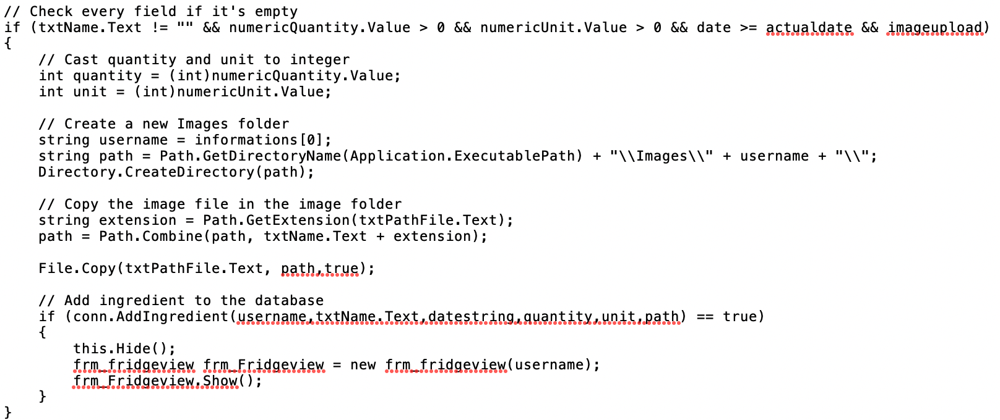 // Check every field if it's empty
if (txtName.Text != "" && numericQuantity.Value > 0 && numericUnit.Value > 0 && date >= actualdate && imageupload)
{
    // Cast quantity and unit to integer
    int quantity = (int)numericQuantity.Value;
    int unit = (int)numericUnit.Value;

    // Create a new Images folder
    string username = informations[0];
    string path = Path.GetDirectoryName(Application.ExecutablePath) + "\\Images\\" + username + "\\";
    Directory.CreateDirectory(path);

    // Copy the image file in the image folder
    string extension = Path.GetExtension(txtPathFile.Text);
    path = Path.Combine(path, txtName.Text + extension);

    File.Copy(txtPathFile.Text, path,true);

    // Add ingredient to the database
    if (conn.AddIngredient(username,txtName.Text,datestring,quantity,unit,path) == true)
    {
        this.Hide();
        frm_fridgeview frm_Fridgeview = new frm_fridgeview(username);
        frm_Fridgeview.Show();
    }
}